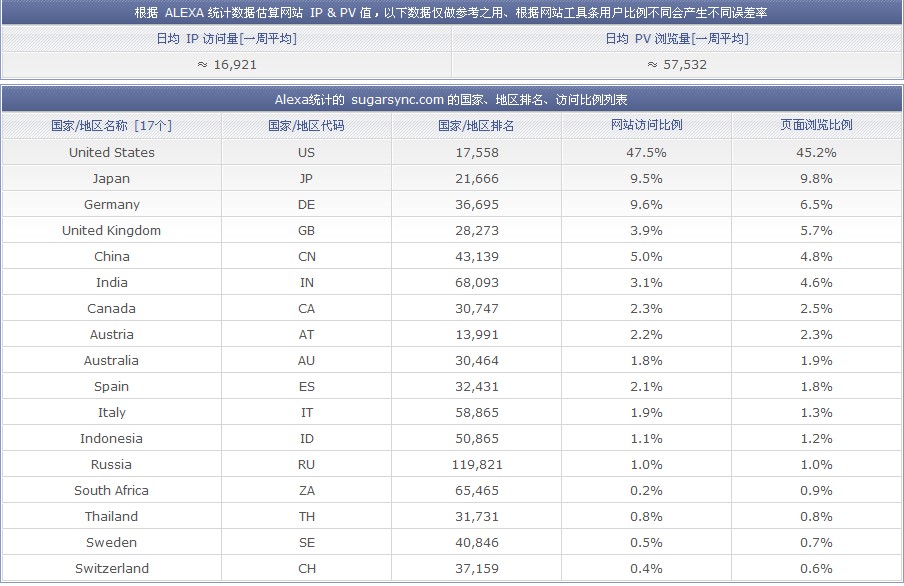 根据 ALEXA 统计数据估算网站 IP & PV 值，以下数据仅做参考之用、根据网站工具条用户比例不同会产生不同误差率
日均 IP 访问量[一周平均] 日均 PV 浏览量[一周平均]
≈ 16,921 ≈ 57,532
Alexa统计的 sugarsync.com 的国家、地区排名、访问比例列表
国家/地区名称 [17个] 国家/地区代码 国家/地区排名 网站访问比例 页面浏览比例
United States US 17,558 47.5% 45.2%
Japan JP 21,666 9.5% 9.8%
Germany DE 36,695 9.6% 6.5%
United Kingdom GB 28,273 3.9% 5.7%
China CN 43,139 5.0% 4.8%
India IN 68,093 3.1% 4.6%
Canada CA 30,747 2.3% 2.5%
Austria AT 13,991 2.2% 2.3%
Australia AU 30,464 1.8% 1.9%
Spain ES 32,431 2.1% 1.8%
Italy IT 58,865 1.9% 1.3%
Indonesia ID 50,865 1.1% 1.2%
Russia RU 119,821 1.0% 1.0%
South Africa ZA 65,465 0.2% 0.9%
Thailand TH 31,731 0.8% 0.8%
Sweden SE 40,846 0.5% 0.7%
Switzerland CH 37,159 0.4% 0.6%